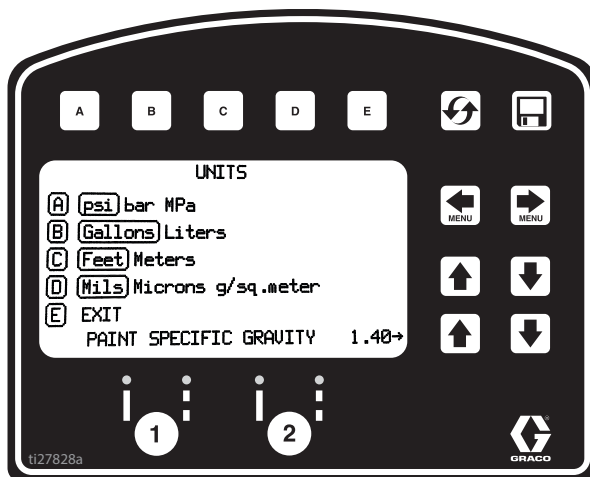 A B C D E
UNITS
A psi bar MPa
B Gallons Liters
C Feet Meters
D Mils Microns g/sq.meter
E EXIT
PAINT SPECIFIC GRAVITY 1.40→
MENU MENU
1 2
ti27828a
GRACO